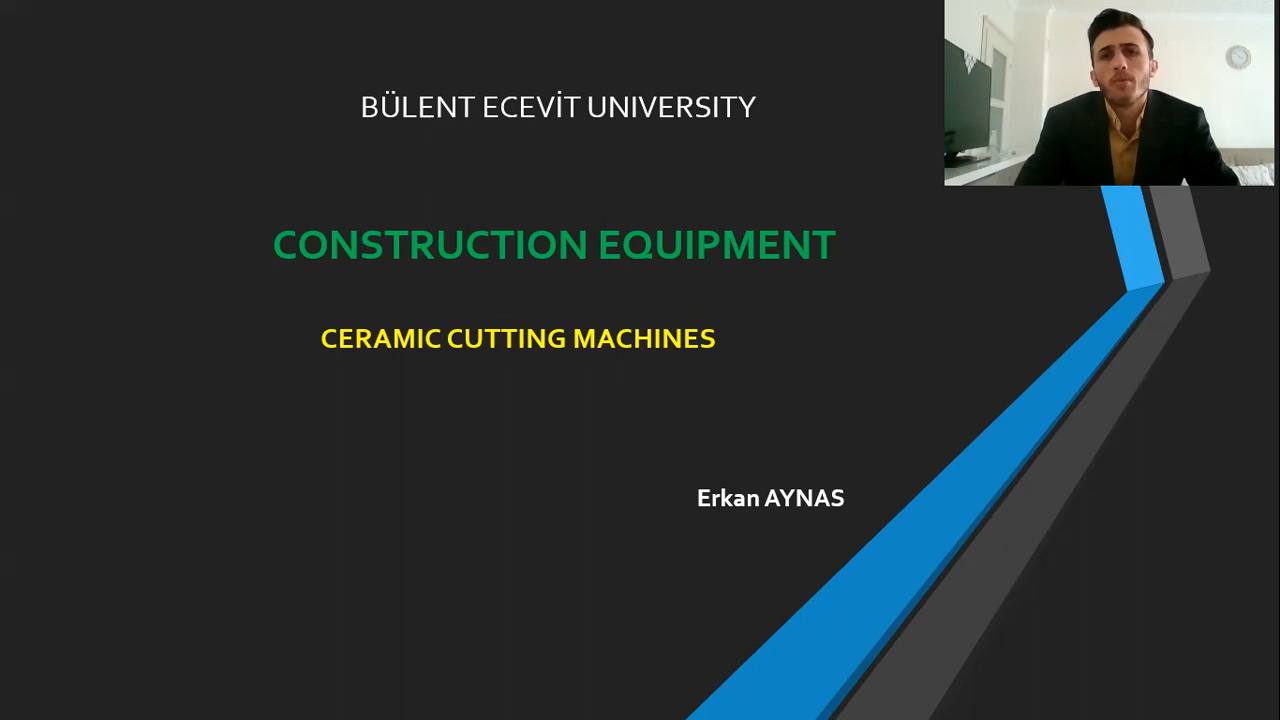 BÜLENT ECEVİT UNIVERSITY
CONSTRUCTION EQUIPMENT
CERAMIC CUTTING MACHINES
Erkan AYNAS